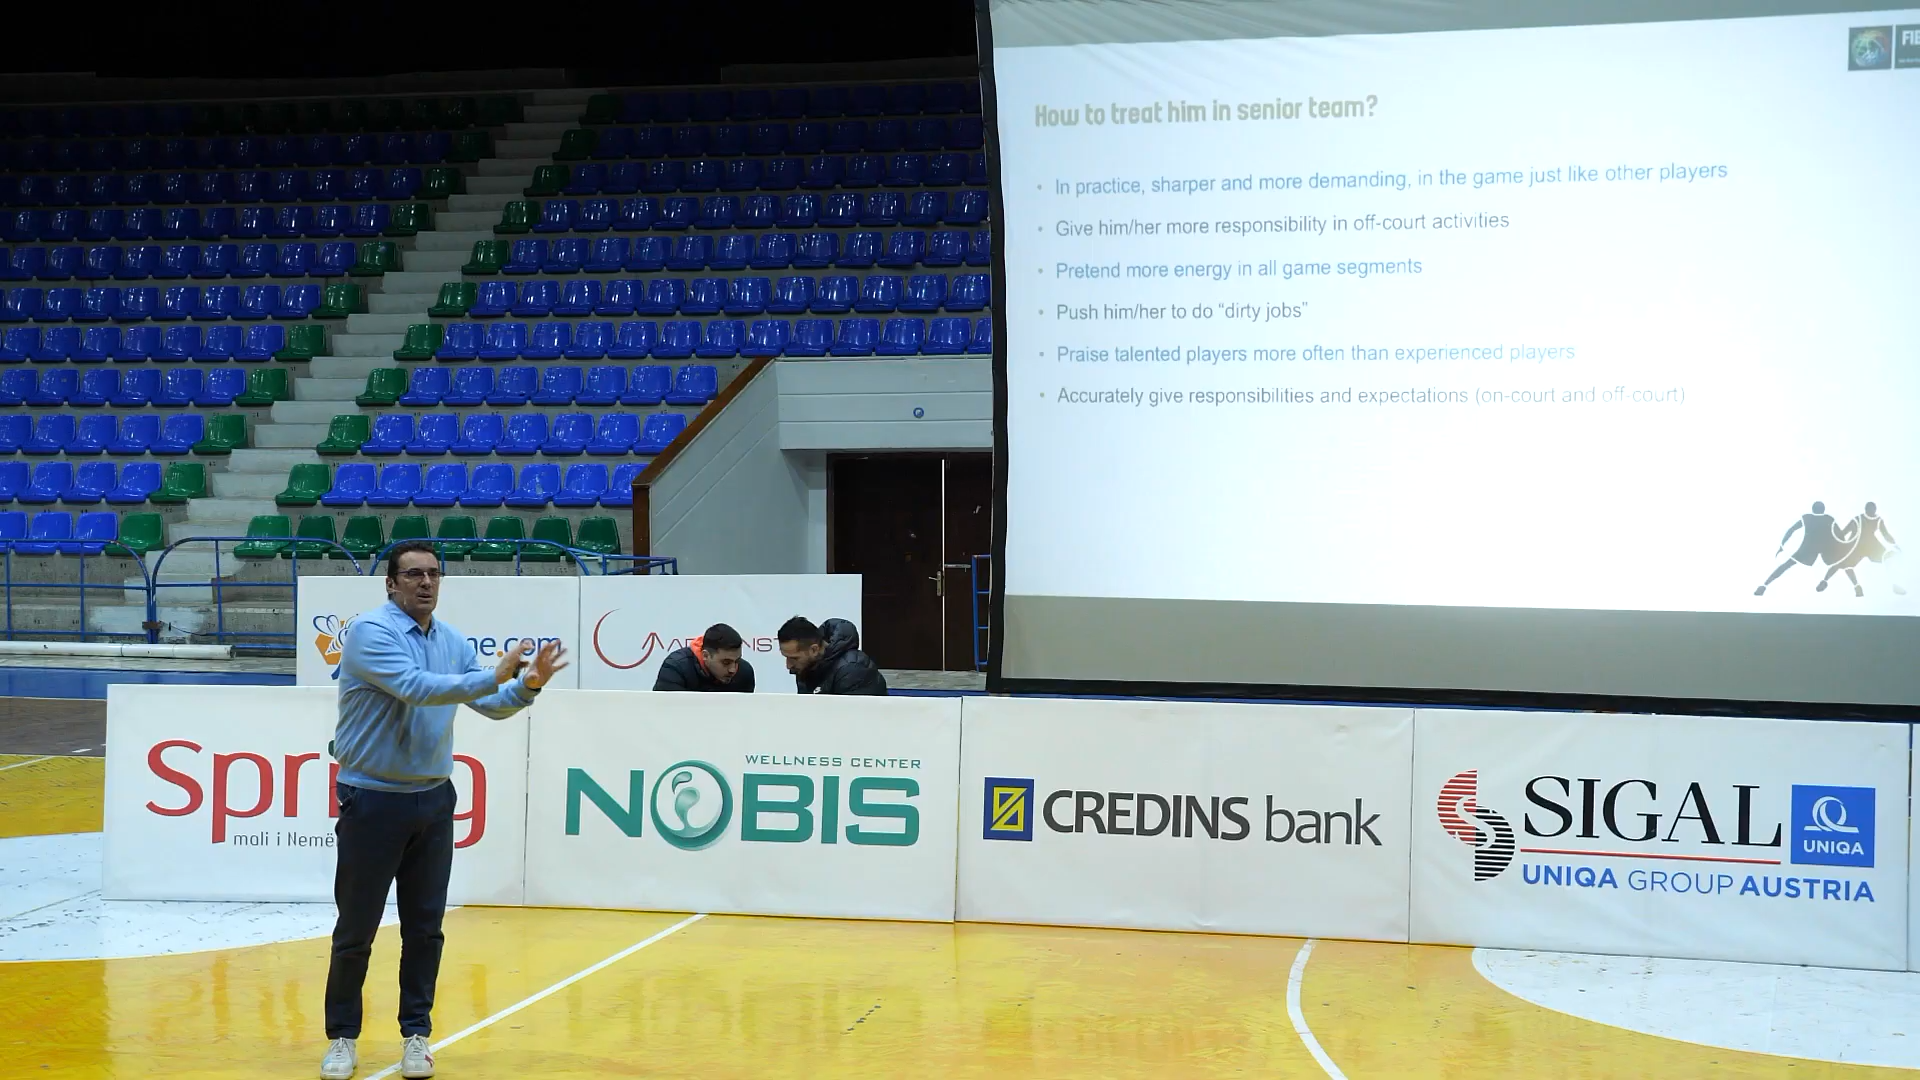 FIB
How to treat him in senior team?
• In practice, sharper and more demanding, in the game just like other players
• Give him/her more responsibility in off-court activities
• Pretend more energy in all game segments
• Push him/her to do “dirty jobs”
• Praise talented players more often than experienced players
• Accurately give responsibilities and expectations (on-court and off-court)
ne.com
Spring
mali i Nemë
WELLNESS CENTER
NOBIS
CREDINS bank
SIGAL
UNIQA
UNIQA GROUP AUSTRIA